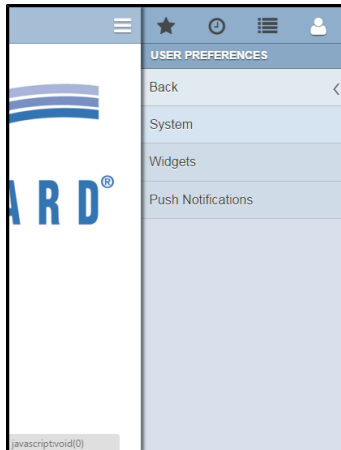 USER PREFERENCES
Back
System
Widgets
Push Notifications
ARD®
javascript:void(0)